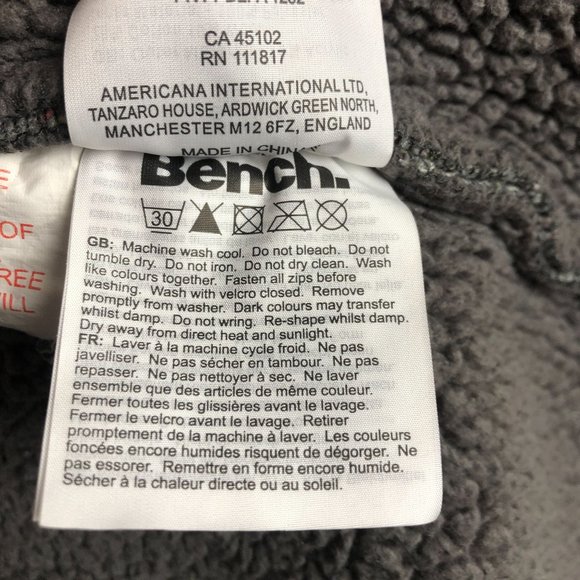 CA 45102
RN 111817
AMERICANA INTERNATIONAL LTD,
TANZARO HOUSE, ARDWICK GREEN NORTH,
MANCHESTER M12 6FZ, ENGLAND
MADE IN CHINA
Bench.
30
GB: Machine wash cool. Do not bleach. Do not
tumble dry. Do not iron. Do not dry clean. Wash
like colours together. Fasten all zips before
washing. Wash with velcro closed. Remove
promptly from washer. Dark colours may transfer
whilst damp. Do not wring. Re-shape whilst damp.
Dry away from direct heat and sunlight.
FR: Laver à la machine cycle froid. Ne pas
javelliser. Ne pas sécher en tambour. Ne pas
repasser. Ne pas nettoyer à sec. Ne laver
ensemble que des articles de même couleur.
Fermer toutes les glissières avant le lavage.
Fermer le velcro avant le lavage. Retirer
promptement de la machine à laver. Les couleurs
foncées encore humides risquent de dégorger. Ne
pas essorer. Remettre en forme encore humide.
Sécher à la chaleur directe ou au soleil.
OF